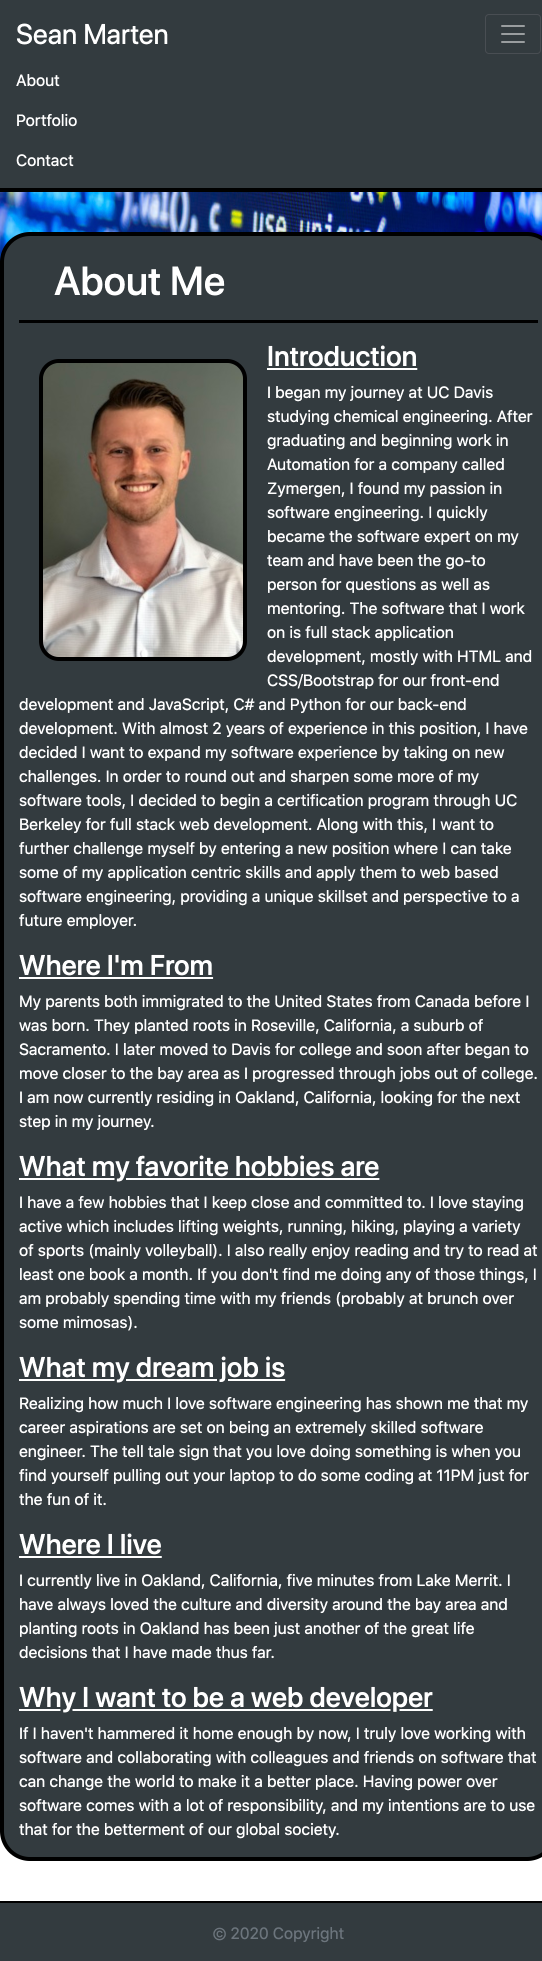 Sean Marten
About
Portfolio
Contact
c = use unique/
About Me
Introduction
I began my journey at UC Davis
studying chemical engineering. After
graduating and beginning work in
Automation for a company called
Zymergen, I found my passion in
software engineering. I quickly
became the software expert on my
team and have been the go-to
person for questions as well as
mentoring. The software that I work
on is full stack application
development, mostly with HTML and
CSS/Bootstrap for our front-end
development and JavaScript, C# and Python for our back-end
development. With almost 2 years of experience in this position, I have
decided I want to expand my software experience by taking on new
challenges. In order to round out and sharpen some more of my
software tools, I decided to begin a certification program through UC
Berkeley for full stack web development. Along with this, I want to
further challenge myself by entering a new position where I can take
some of my application centric skills and apply them to web based
software engineering, providing a unique skillset and perspective to a
future employer.
Where I'm From
My parents both immigrated to the United States from Canada before I
was born. They planted roots in Roseville, California, a suburb of
Sacramento. I later moved to Davis for college and soon after began to
move closer to the bay area as I progressed through jobs out of college.
I am now currently residing in Oakland, California, looking for the next
step in my journey.
What my favorite hobbies are
I have a few hobbies that I keep close and committed to. I love staying
active which includes lifting weights, running, hiking, playing a variety
of sports (mainly volleyball). I also really enjoy reading and try to read at
least one book a month. If you don't find me doing any of those things, I
am probably spending time with my friends (probably at brunch over
some mimosas).
What my dream job is
Realizing how much I love software engineering has shown me that my
career aspirations are set on being an extremely skilled software
engineer. The tell tale sign that you love doing something is when you
find yourself pulling out your laptop to do some coding at 11PM just for
the fun of it.
Where I live
I currently live in Oakland, California, five minutes from Lake Merrit. I
have always loved the culture and diversity around the bay area and
planting roots in Oakland has been just another of the great life
decisions that I have made thus far.
Why I want to be a web developer
If I haven't hammered it home enough by now, I truly love working with
software and collaborating with colleagues and friends on software that
can change the world to make it a better place. Having power over
software comes with a lot of responsibility, and my intentions are to use
that for the betterment of our global society.
© 2020 Copyright